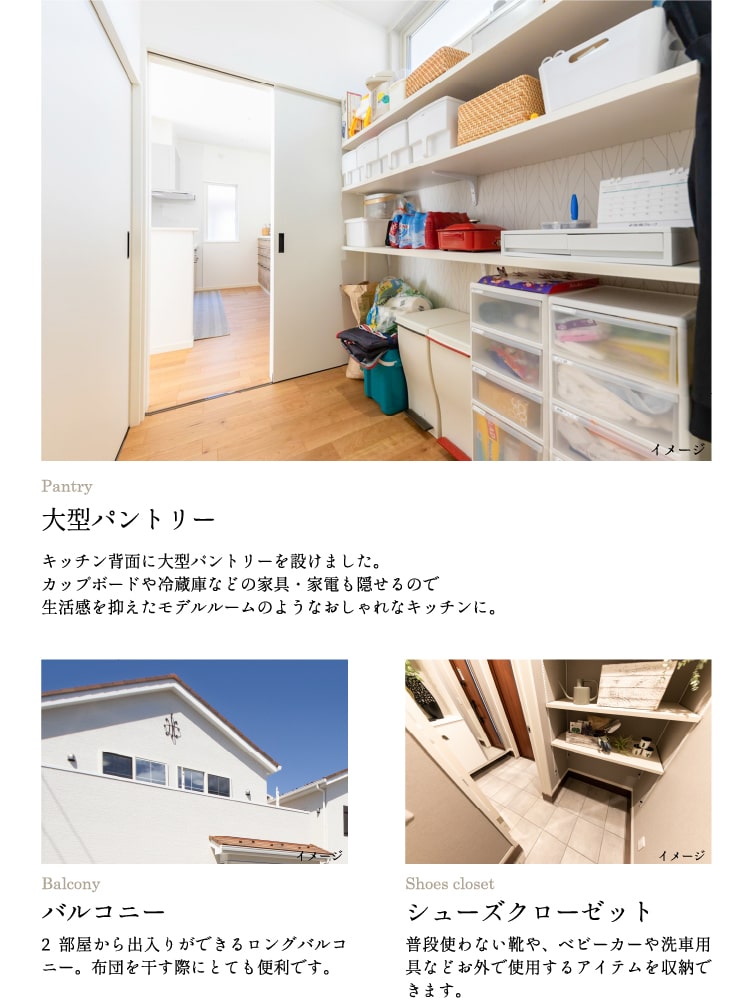 イメージ
Pantry
大型パントリー
キッチン背面に大型パントリーを設けました。
カップボードや冷蔵庫などの家具・家電も隠せるので
生活感を抑えたモデルルームのようなおしゃれなキッチンに。
イメージ
イメージ
Balcony
バルコニー
2 部屋から出入りができるロングバルコ
ニー。布団を干す際にとても便利です。
Shoes closet
シューズクローゼット
普段使わない靴や、ベビーカーや洗車用
具などお外で使用するアイテムを収納で
きます。